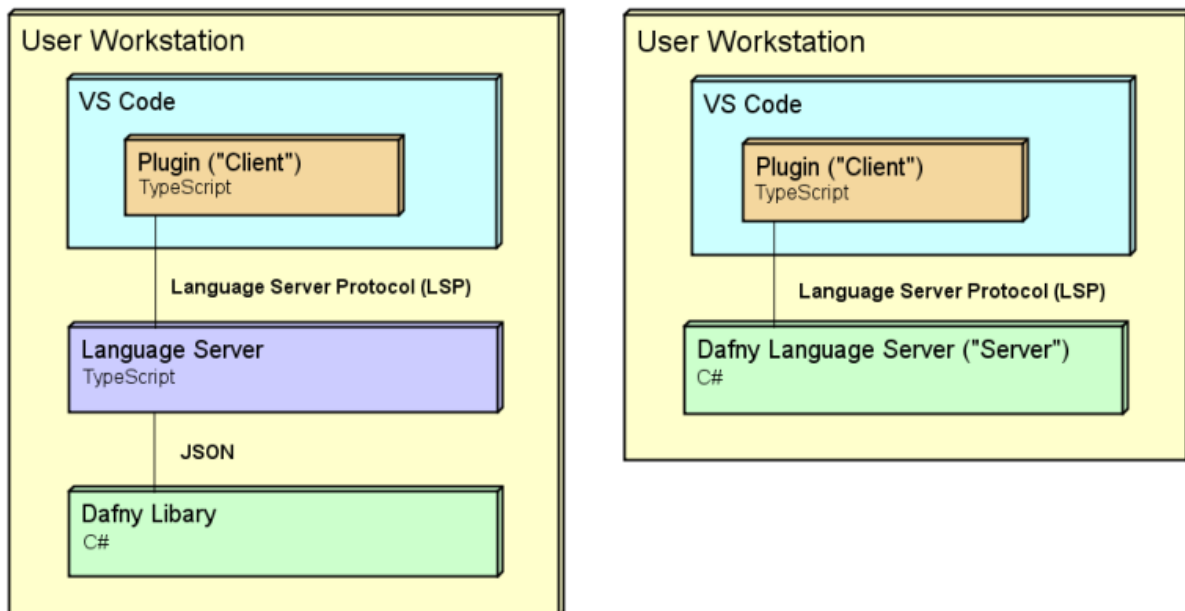 User Workstation
VS Code
Plugin ("Client")
TypeScript
Language Server Protocol (LSP)
Language Server
TypeScript
JSON
Dafny Libary
C#
User Workstation
VS Code
Plugin ("Client")
TypeScript
Language Server Protocol (LSP)
Dafny Language Server ("Server")
C#